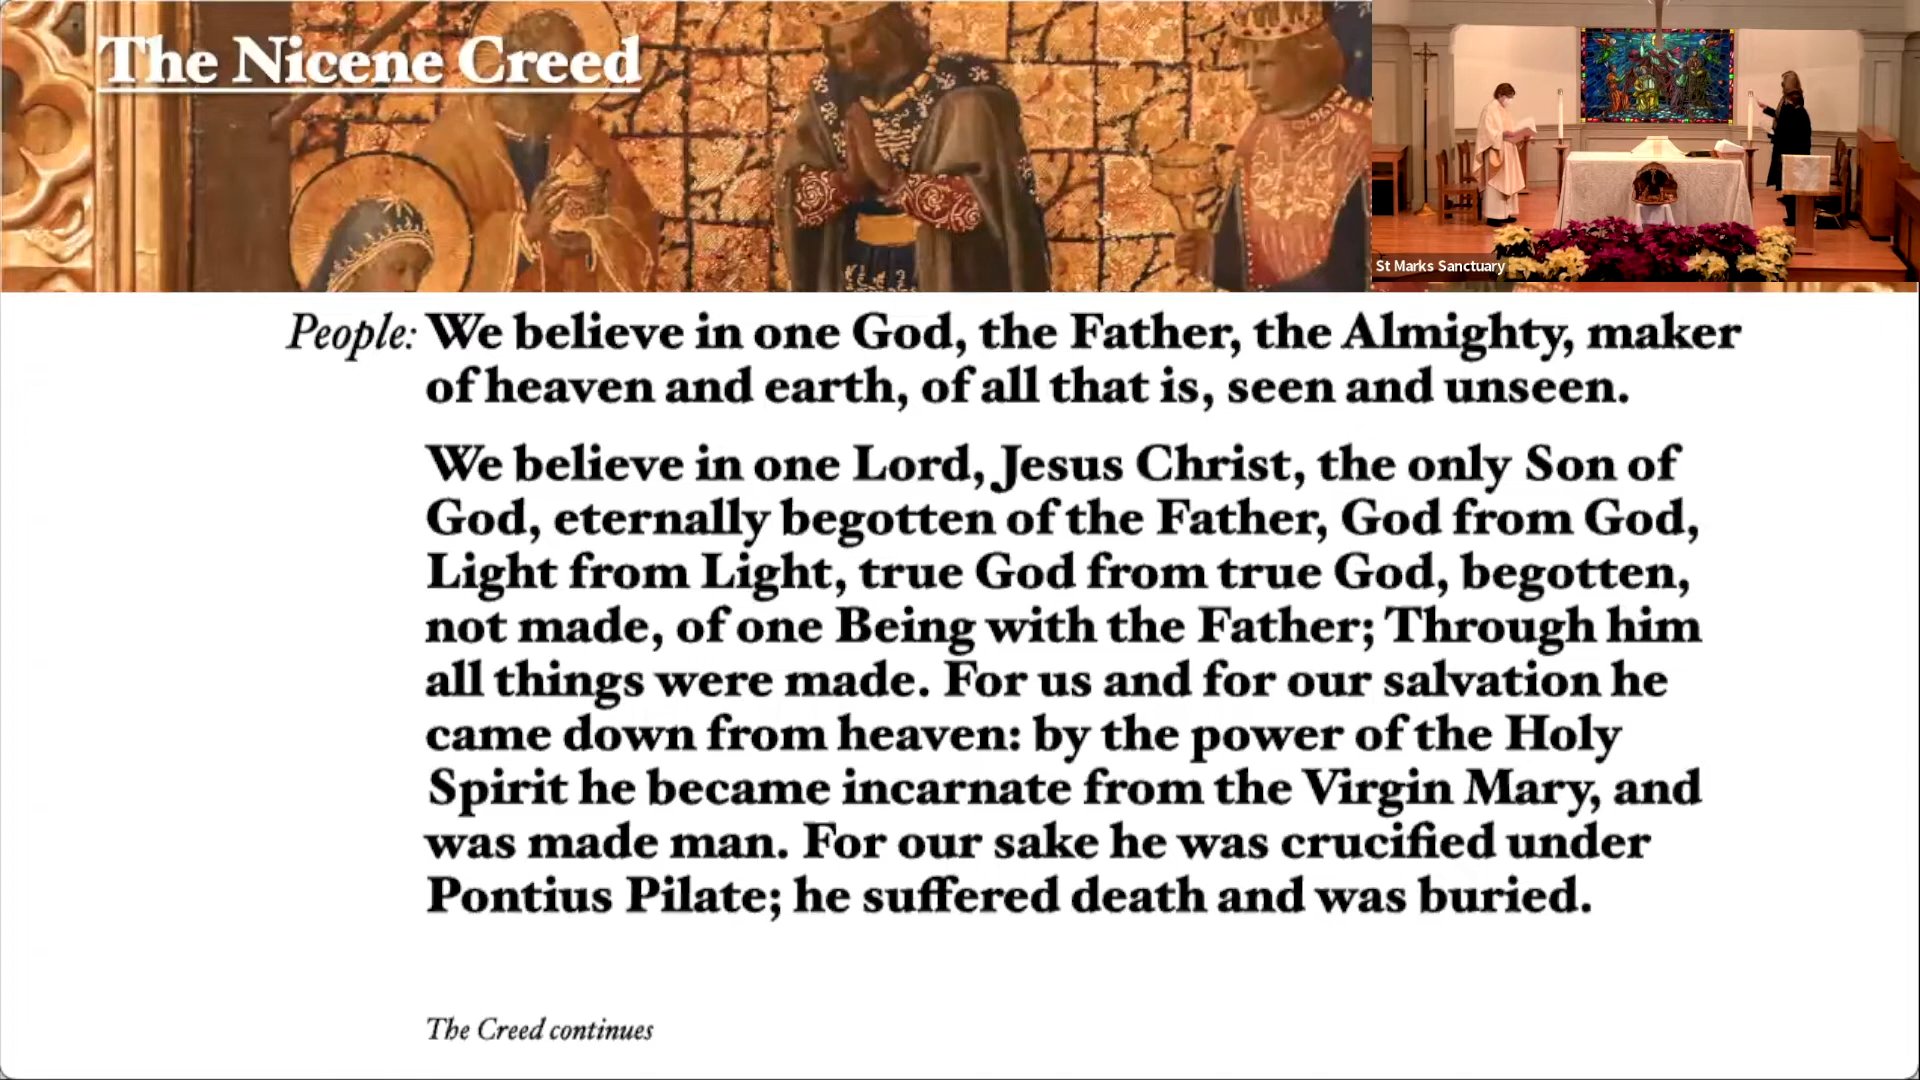 The Nicene Creed
St Marks Sanctuary
People: We believe in one God, the Father, the Almighty, maker
of heaven and earth, of all that is, seen and unseen.
We believe in one Lord, Jesus Christ, the only Son of
God, eternally begotten of the Father, God from God,
Light from Light, true God from true God, begotten,
not made, of one Being with the Father; Through him
all things were made. For us and for our salvation he
came down from heaven: by the power of the Holy
Spirit he became incarnate from the Virgin Mary, and
was made man. For our sake he was crucified under
Pontius Pilate; he suffered death and was buried.
The Creed continues